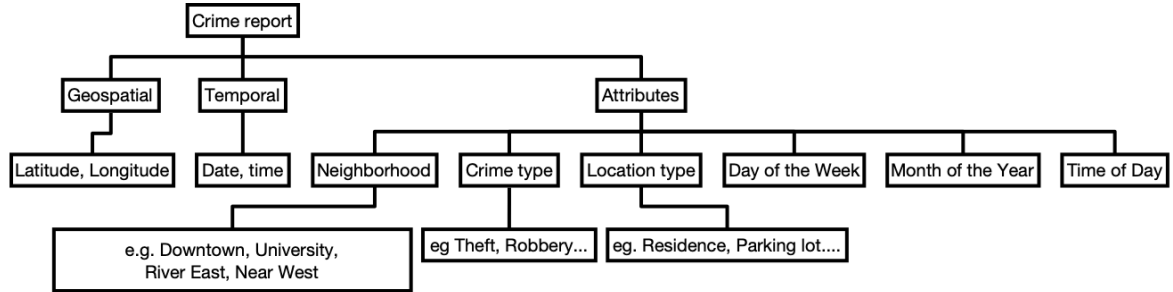 Crime report
Geospatial
Temporal
Attributes
Latitude, Longitude
Date, time
Neighborhood
Crime type
Location type
Day of the Week
Month of the Year
Time of Day
e.g. Downtown, University,
River East, Near West
eg Theft, Robbery...
eg. Residence, Parking lot....